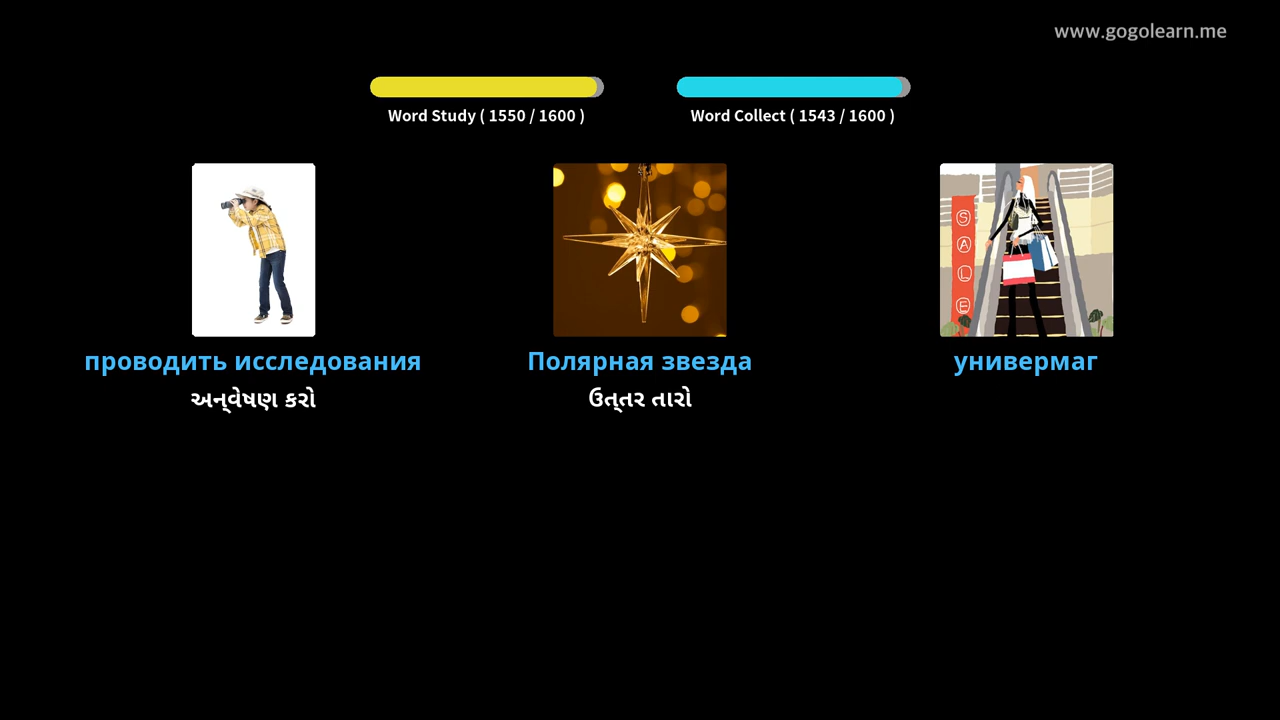 www.gogolearn.me
Word Study ( 1550 / 1600 )
Word Collect ( 1543 / 1600 )
SALE
проводить исследования
Полярная звезда
универмаг
અન્વેષણ કરો
ઉત્તર તારો